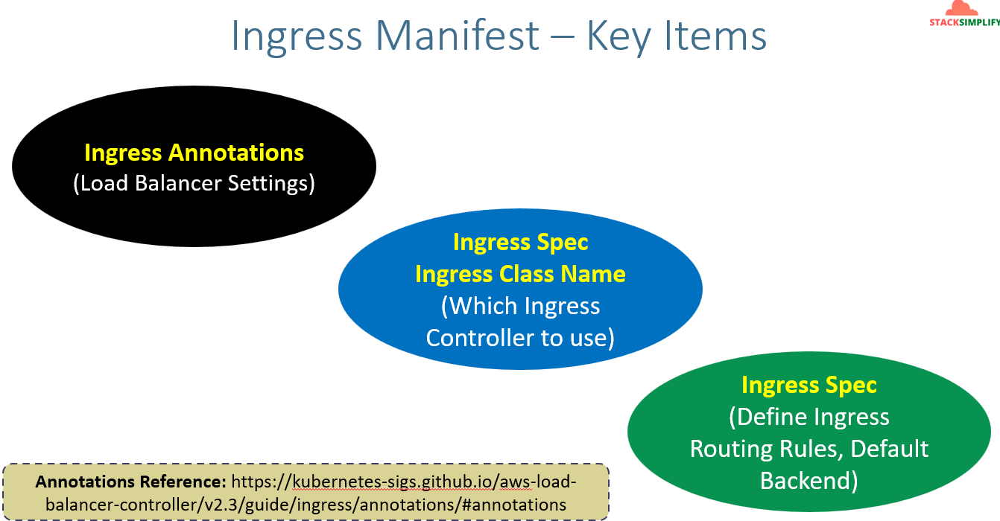 Ingress Manifest – Key Items
STACKSIMPLIFY
Ingress Annotations
(Load Balancer Settings)
Ingress Spec
Ingress Class Name
(Which Ingress
Controller to use)
Ingress Spec
(Define Ingress
Routing Rules, Default
Backend)
Annotations Reference: https://kubernetes-sigs.github.io/aws-load-
balancer-controller/v2.3/guide/ingress/annotations/#annotations